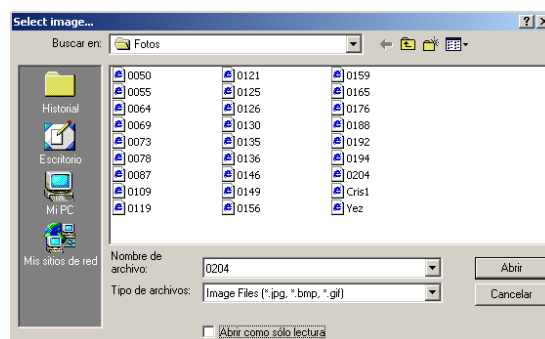 Select image...
Buscar en: Fotos
Historial
Escritorio
Mi PC
Mis sitios de red
0050 0121 0159
0055 0125 0165
0064 0126 0176
0069 0130 0188
0073 0135 0192
0078 0136 0194
0087 0146 0204
0109 0149 Cris1
0119 0156 Yez
Nombre de
archivo: 0204 Abrir
Tipo de archivos: Image Files (*.jpg, *.bmp, *.gif) Cancelar
Abrir como sólo lectura